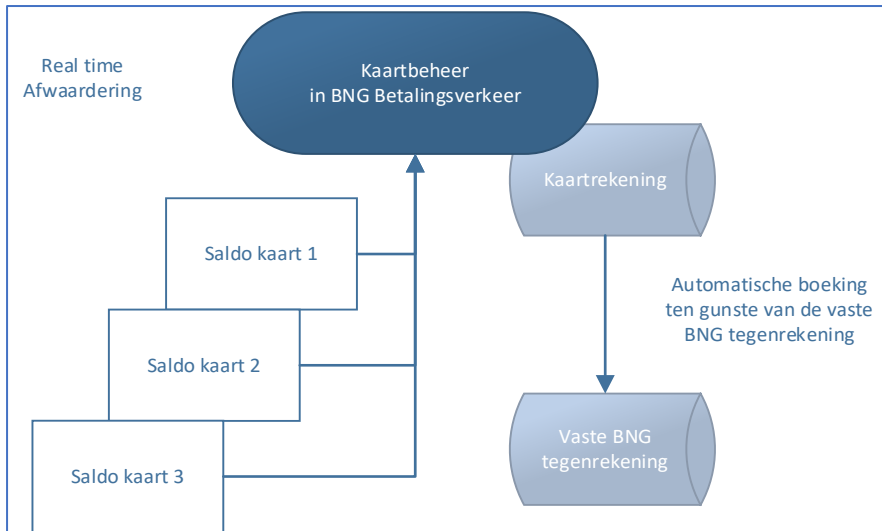 Real time
Afwaardering
Kaartbeheer
in BNG Betalingsverkeer
Kaartrekening
Saldo kaart 1
Automatische boeking
ten gunste van de vaste
BNG tegenrekening
Saldo kaart 2
Vaste BNG
tegenrekening
Saldo kaart 3